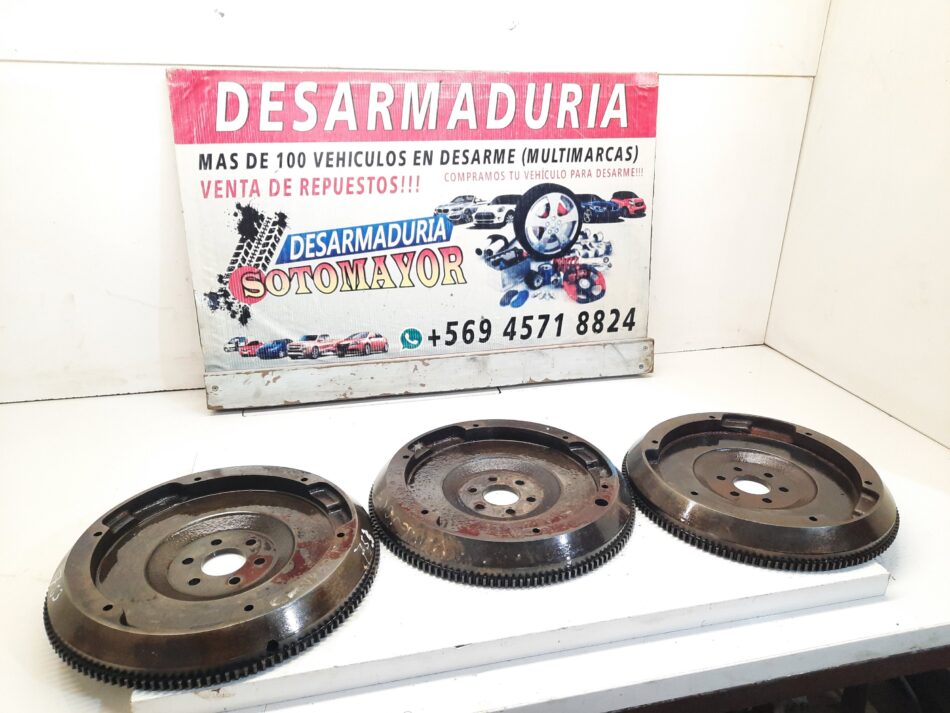 DESARMADURIA
MAS DE 100 VEHICULOS EN DESARME (MULTIMARCAS)
VENTA DE REPUESTOS!!!
COMPRAMOS TU VEHÍCULO PARA DESARME!!!
DESARMADURIA
SOTOMAYOR
+569 4571 8824